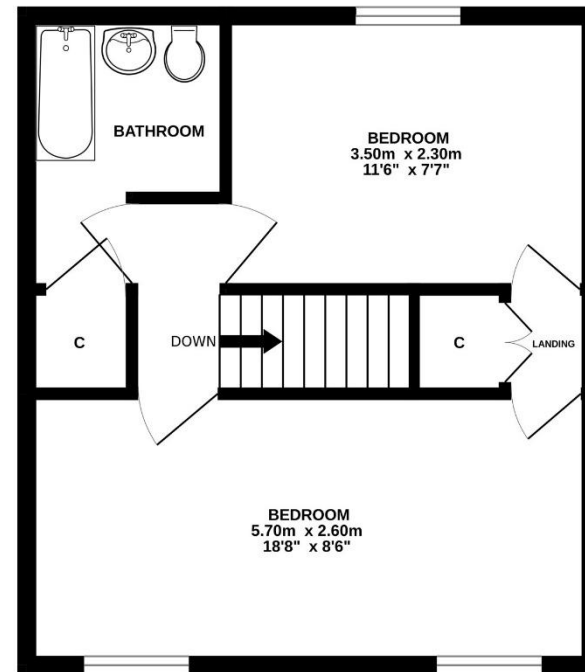 BATHROOM
BEDROOM
3.50m x 2.30m
11'6" x 7'7"
C
DOWN
C
LANDING
BEDROOM
5.70m x 2.60m
18'8" x 8'6"